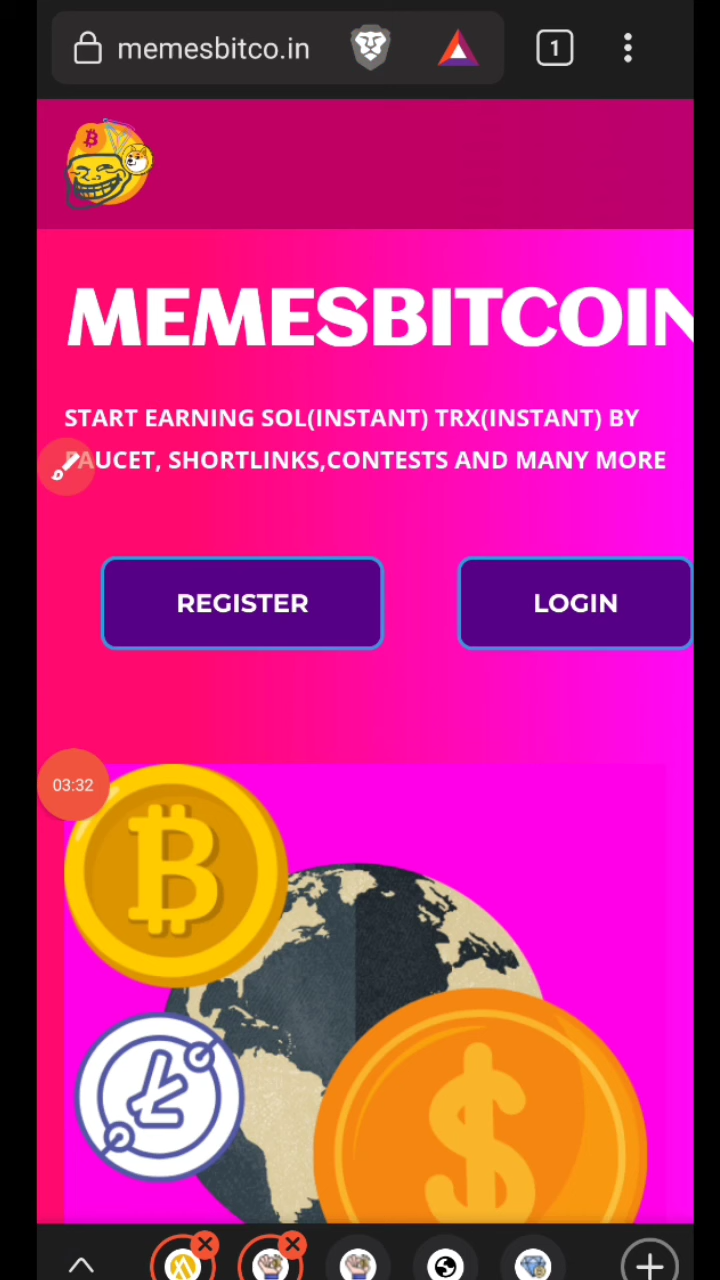 memesbitco.in
1
MEMESBITCOIN
START EARNING SOL(INSTANT) TRX(INSTANT) BY
FAUCET, SHORTLINKS,CONTESTS AND MANY MORE
REGISTER
LOGIN
03:32